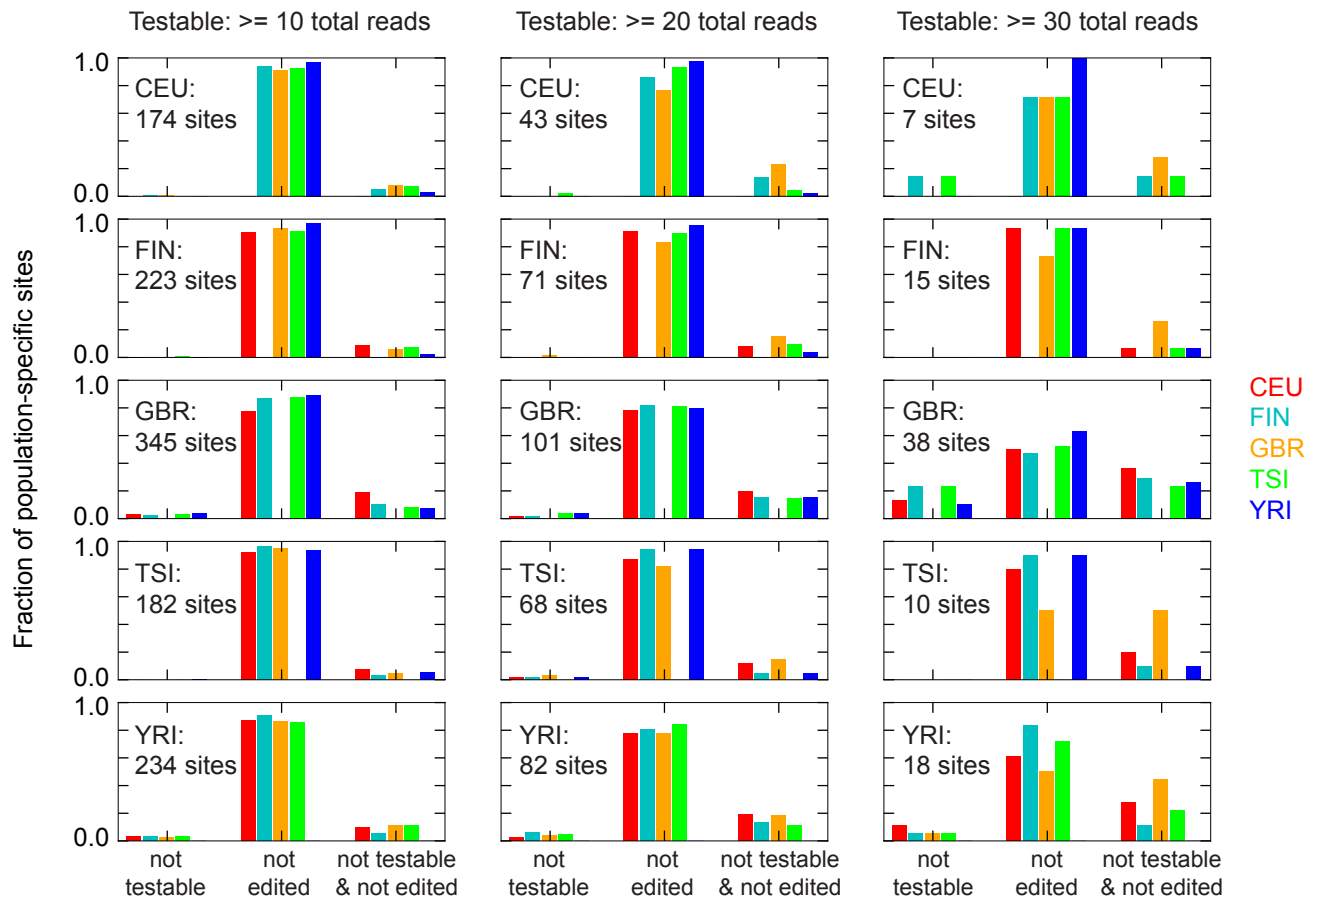 Testable: >= 10 total reads
Testable: >= 20 total reads
Testable: >= 30 total reads
Fraction of population-specific sites
1.0
0.0
CEU:
174 sites
CEU:
43 sites
CEU:
7 sites
1.0
0.0
FIN:
223 sites
FIN:
71 sites
FIN:
15 sites
1.0
0.0
GBR:
345 sites
GBR:
101 sites
GBR:
38 sites
1.0
0.0
TSI:
182 sites
TSI:
68 sites
TSI:
10 sites
1.0
0.0
YRI:
234 sites
YRI:
82 sites
YRI:
18 sites
not
testable
not
edited
not testable
& not edited
not
testable
not
edited
not testable
& not edited
not
testable
not
edited
not testable
& not edited
CEU
FIN
GBR
TSI
YRI